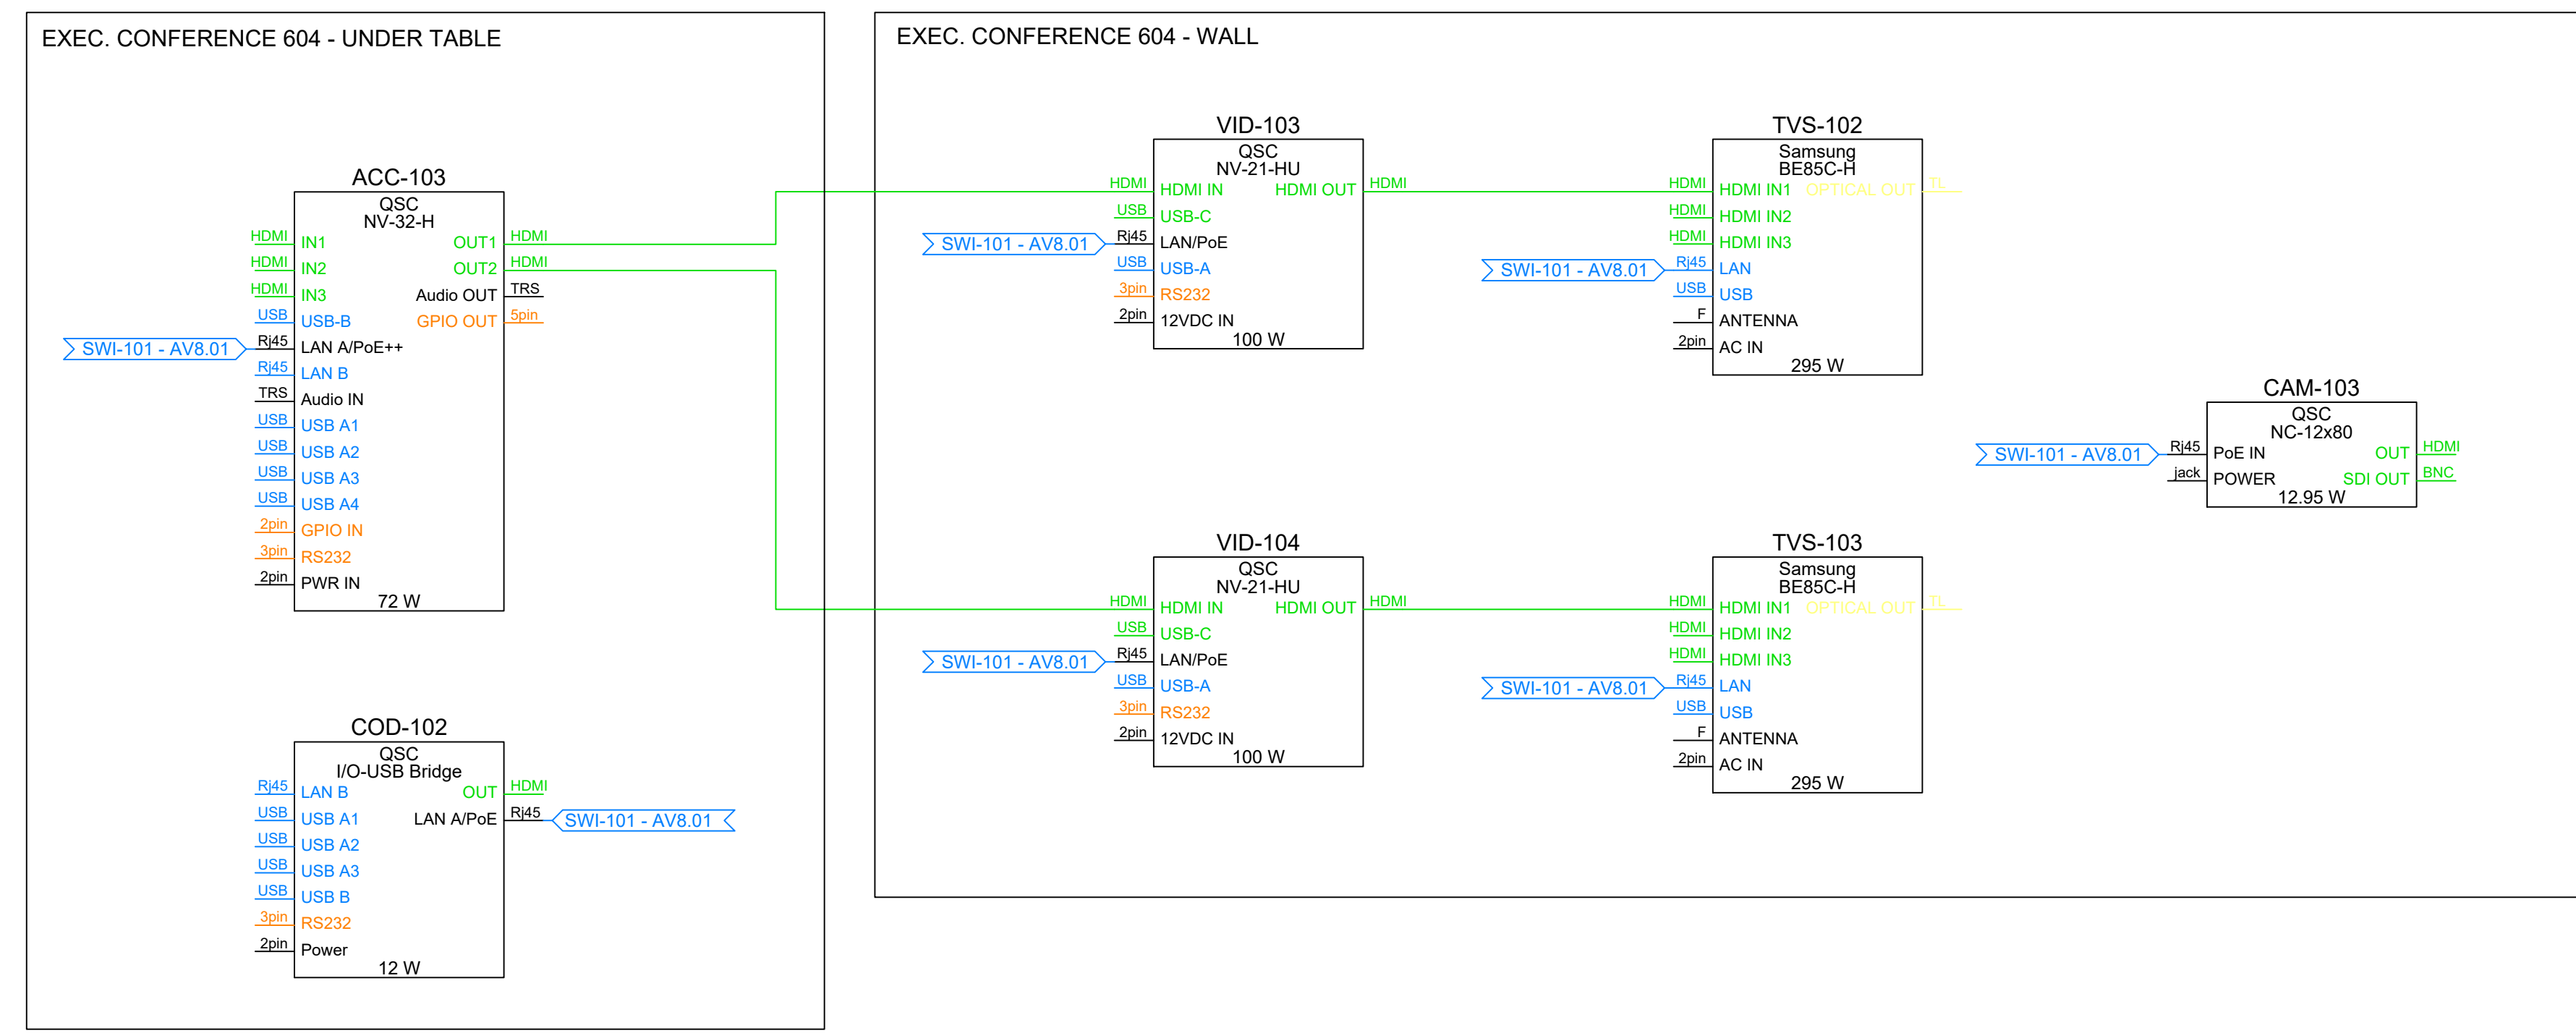 EXEC. CONFERENCE 604 - UNDER TABLE
ACC-103
QSC
NV-32-H
HDMI IN1 OUT1 HDMI
HDMI IN2 OUT2 HDMI
HDMI IN3 Audio OUT TRS
USB USB-B GPIO OUT 5pin
SWI-101 - AV8.01 Rj45 LAN A/PoE++
Rj45 LAN B
TRS Audio IN
USB USB A1
USB USB A2
USB USB A3
USB USB A4
2pin GPIO IN
3pin RS232
2pin PWR IN
72 W
COD-102
QSC
I/O-USB Bridge
Rj45 LAN B OUT HDMI
USB USB A1 LAN A/PoE Rj45 SWI-101 - AV8.01
USB USB A2
USB USB A3
USB USB B
3pin RS232
2pin Power
12 W
EXEC. CONFERENCE 604 - WALL
VID-103
QSC
NV-21-HU
HDMI HDMI IN HDMI OUT HDMI
USB USB-C
SWI-101 - AV8.01 Rj45 LAN/PoE
USB USB-A
3pin RS232
2pin 12VDC IN
100 W
TVS-102
Samsung
BE85C-H
HDMI HDMI IN1 OPTICAL OUT TL
HDMI HDMI IN2
HDMI HDMI IN3
SWI-101 - AV8.01 Rj45 LAN
USB USB
F ANTENNA
2pin AC IN
295 W
CAM-103
QSC
NC-12x80
SWI-101 - AV8.01 Rj45 PoE IN OUT HDMI
jack POWER SDI OUT BNC
12.95 W
VID-104
QSC
NV-21-HU
HDMI HDMI IN HDMI OUT HDMI
USB USB-C
SWI-101 - AV8.01 Rj45 LAN/PoE
USB USB-A
3pin RS232
2pin 12VDC IN
100 W
TVS-103
Samsung
BE85C-H
HDMI HDMI IN1 OPTICAL OUT TL
HDMI HDMI IN2
HDMI HDMI IN3
SWI-101 - AV8.01 Rj45 LAN
USB USB
F ANTENNA
2pin AC IN
295 W